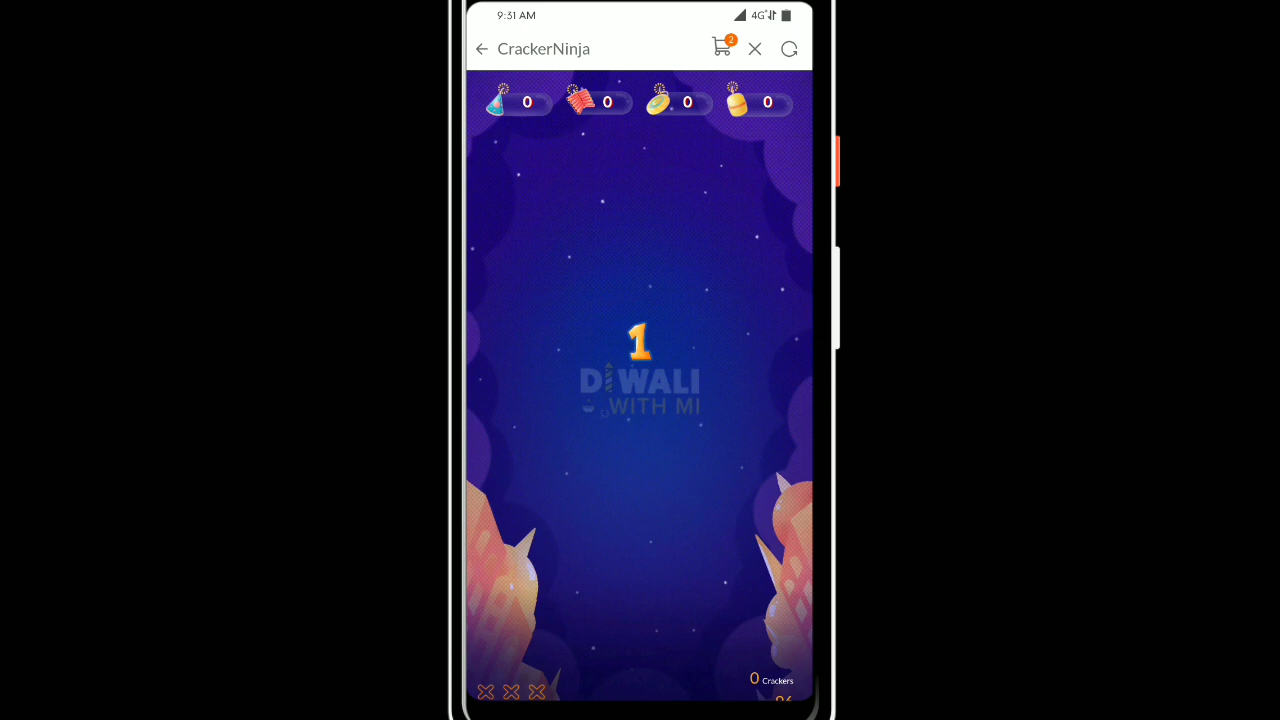 9:31 AM 4G
CrackerNinja 2
0 0 0 0
1
DIWALI
WITH MI
0 Crackers